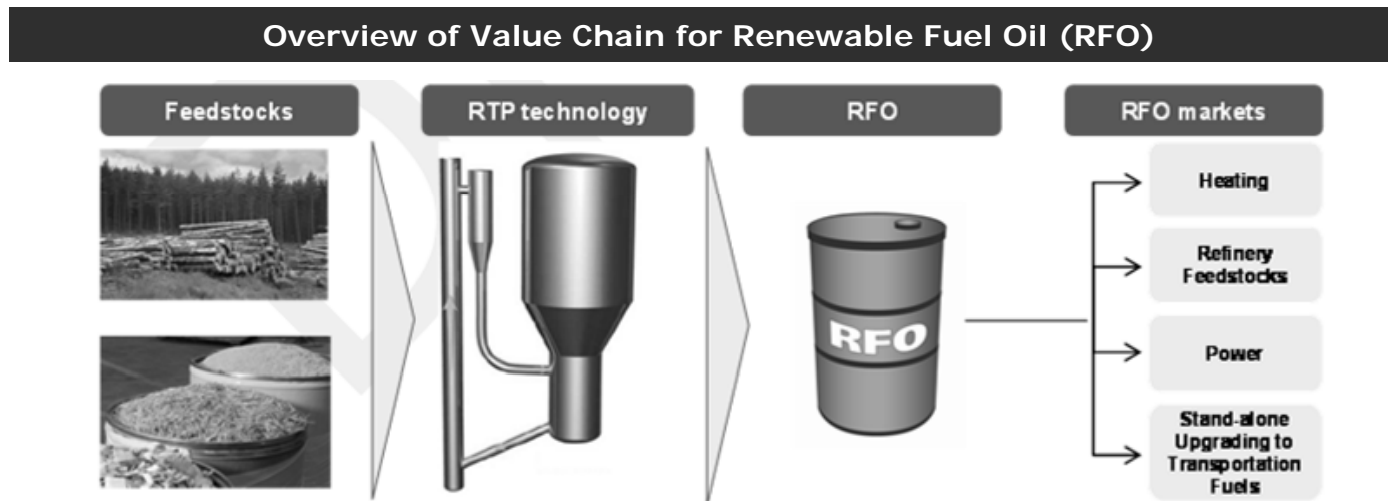 Overview of Value Chain for Renewable Fuel Oil (RFO)
Feedstocks
RTP technology
RFO
RFO markets
RFO
Heating
Refinery
Feedstocks
Power
Stand-alone
Upgrading to
Transportation
Fuels